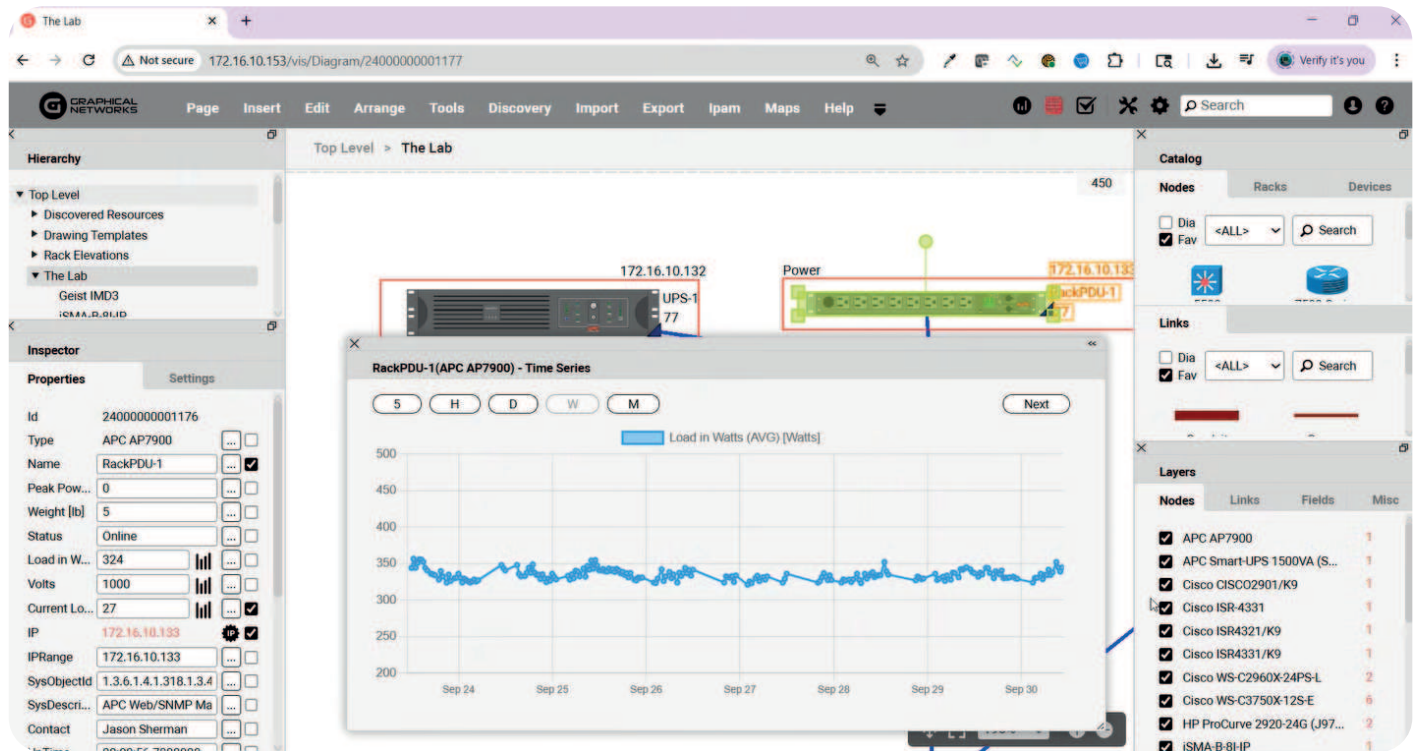 The Lab
Not secure 172.16.10.153/vis/Diagram/24000000001177
Verify it's you
GRAPHICAL NETWORKS
Page Insert Edit Arrange Tools Discovery Import Export Ipam Maps Help
Search
Hierarchy
Top Level
Discovered Resources
Drawing Templates
Rack Elevations
The Lab
Geist IMD3
iSMA-B-8I-IP
Inspector
Properties Settings
Id 24000000001176
Type APC AP7900 ...
Name RackPDU-1 ...
Peak Pow... 0 ...
Weight [lb] 5 ...
Status Online ...
Load in W... 324 ...
Volts 1000 ...
Current Lo... 27 ...
IP 172.16.10.133 IP
IPRange 172.16.10.133 ...
SysObjectId 1.3.6.1.4.1.318.1.3.4 ...
SysDescri... APC Web/SNMP Ma ...
Contact Jason Sherman ...
Top Level > The Lab
450
172.16.10.132
UPS-1
77
Power
172.16.10.133
RackPDU-1
77
RackPDU-1(APC AP7900) - Time Series
5 H D W M Next
Load in Watts (AVG) [Watts]
500
450
400
350
300
250
200
Sep 24 Sep 25 Sep 26 Sep 27 Sep 28 Sep 29 Sep 30
Catalog
Nodes Racks Devices
Dia
Fav
<ALL>
Search
Links
Dia
Fav
<ALL>
Search
Layers
Nodes Links Fields Misc
APC AP7900 1
APC Smart-UPS 1500VA (S... 1
Cisco CISCO2901/K9 1
Cisco ISR-4331 1
Cisco ISR4321/K9 1
Cisco ISR4331/K9 1
Cisco WS-C2960X-24PS-L 2
Cisco WS-C3750X-12S-E 6
HP ProCurve 2920-24G (J97... 2
iSMA-B-8I-IP 1